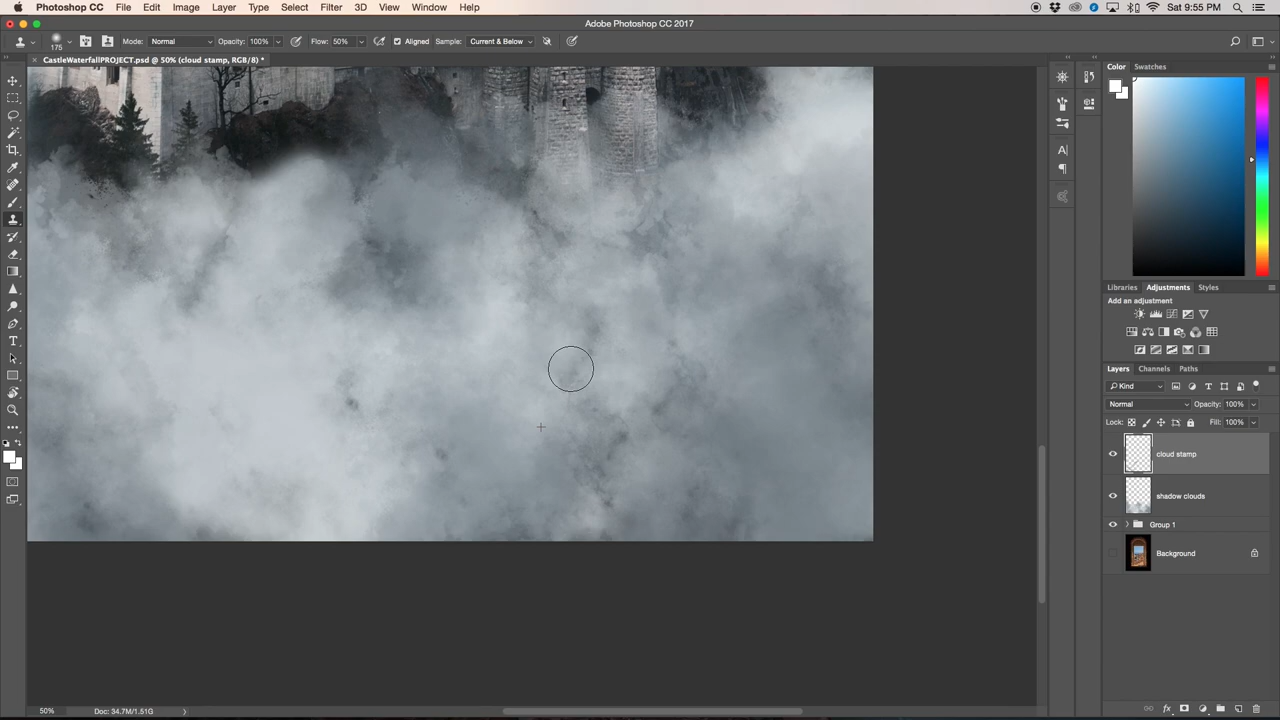 Photoshop CC File Edit Image Layer Type Select Filter 3D View Window Help Sat 9:55 PM
Adobe Photoshop CC 2017
175 Mode: Normal Opacity: 100% Flow: 50% Aligned Sample: Current & Below
CastleWaterfallPROJECT.psd @ 50% (cloud stamp, RGB/8) *
Color Swatches
Libraries Adjustments Styles
Add an adjustment
Layers Channels Paths
Kind
Normal Opacity: 100%
Lock: Fill: 100%
cloud stamp
shadow clouds
Group 1
Background
50% Doc: 34.7M/1.51G